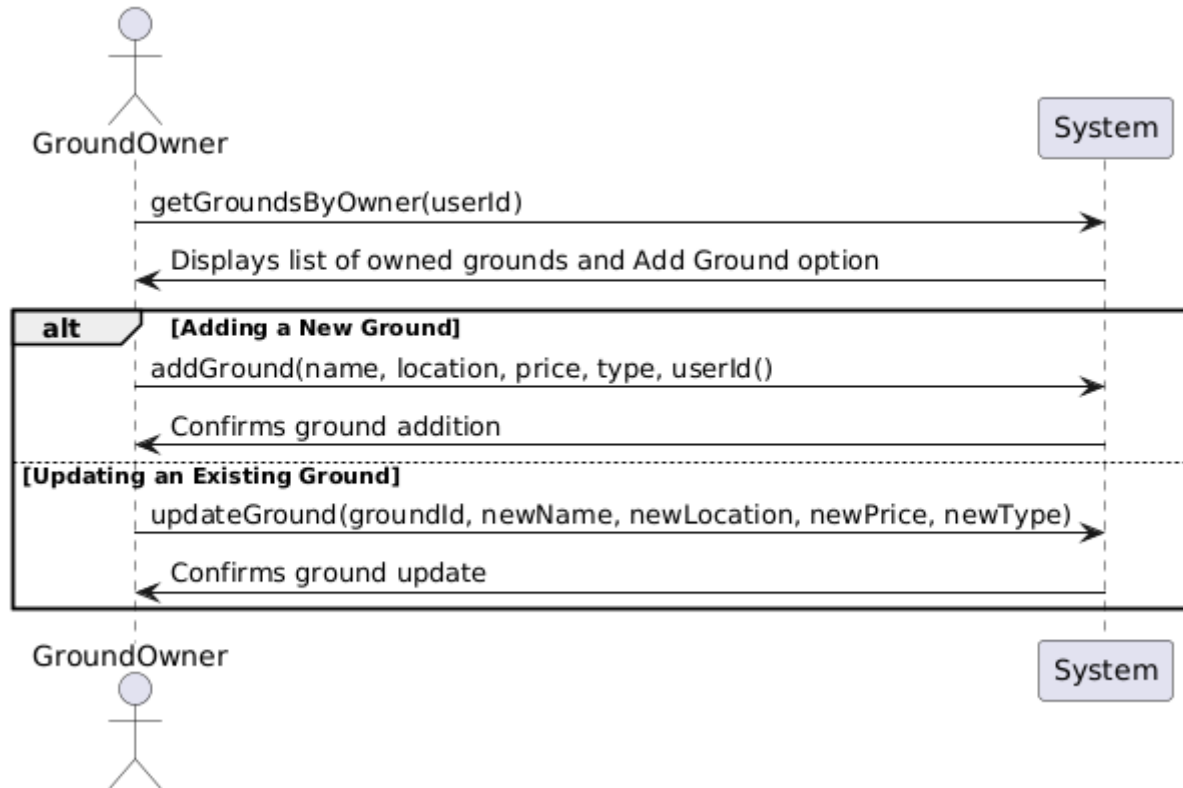 GroundOwner
System
getGroundsByOwner(userId)
Displays list of owned grounds and Add Ground option
alt [Adding a New Ground]
addGround(name, location, price, type, userId()
Confirms ground addition
[Updating an Existing Ground]
updateGround(groundId, newName, newLocation, newPrice, newType)
Confirms ground update
GroundOwner
System